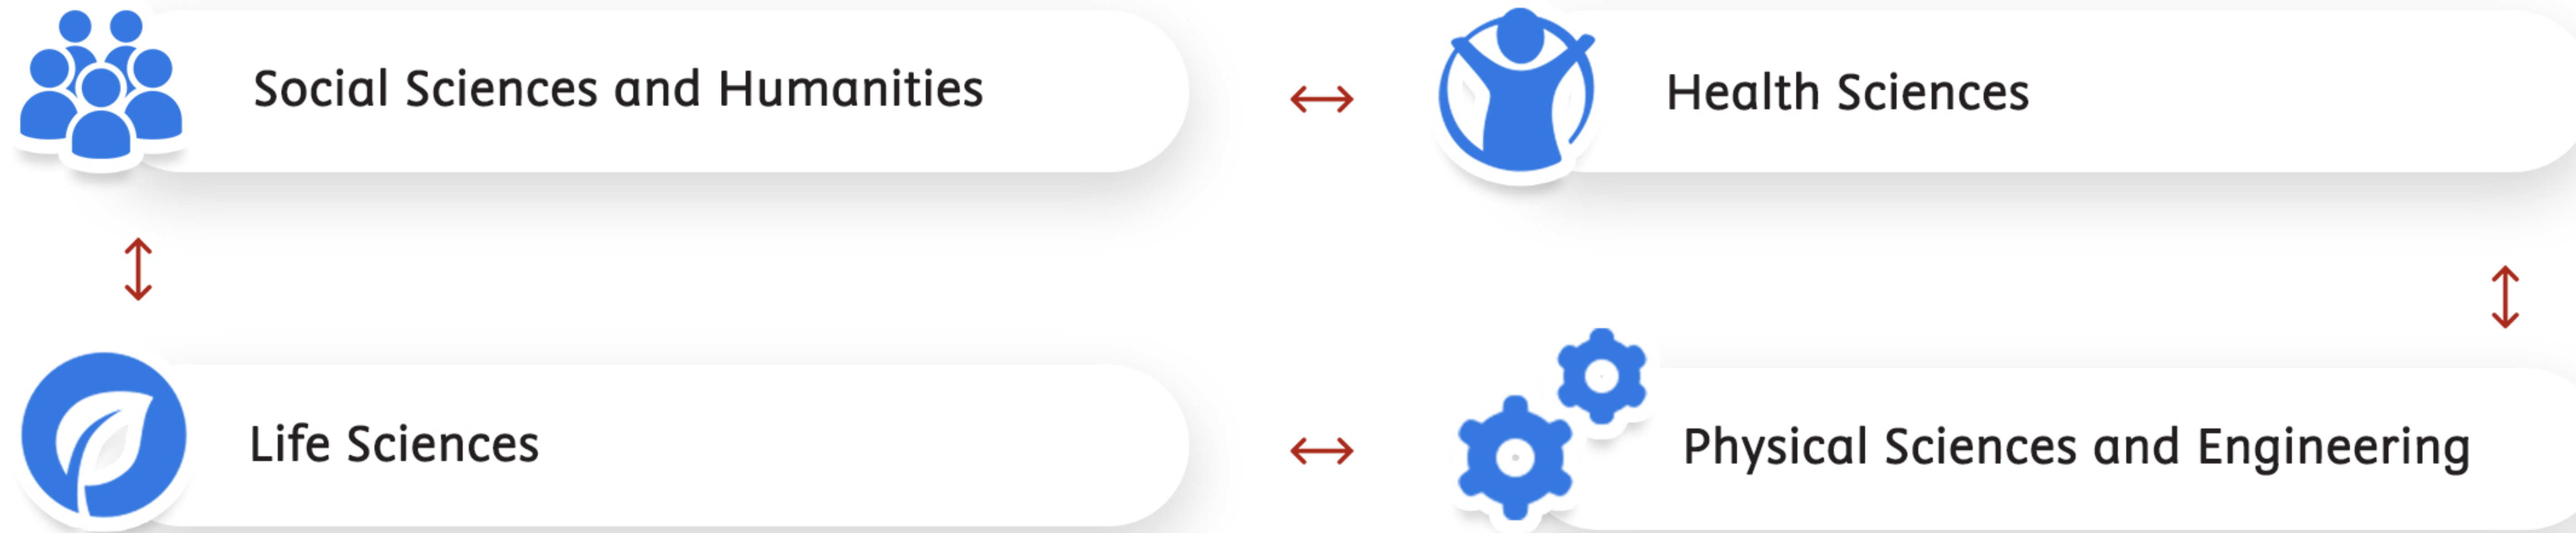 Social Sciences and Humanities
Health Sciences
Life Sciences
Physical Sciences and Engineering